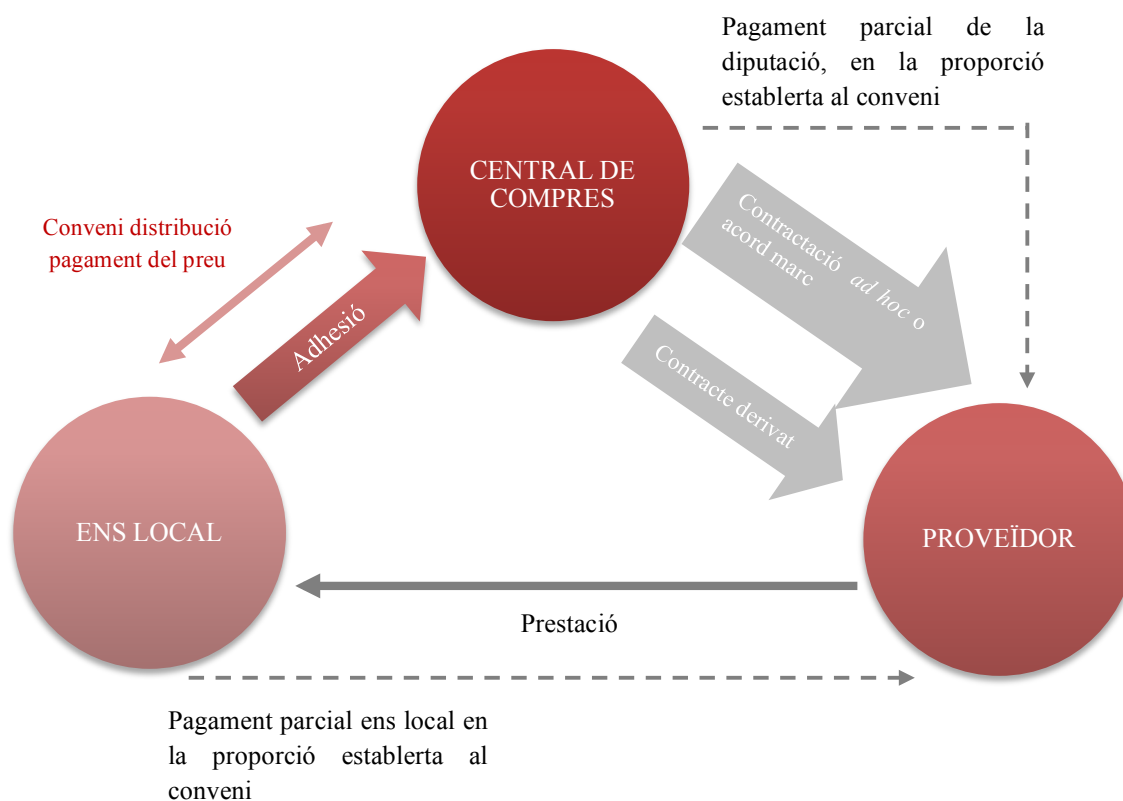 Pagament parcial de la
diputació, en la proporció
establerta al conveni
CENTRAL DE
COMPRES
Conveni distribució
pagament del preu
Adhesió
Contractació ad hoc o
acord marc
Contracte derivat
ENS LOCAL
PROVEÏDOR
Prestació
Pagament parcial ens local en
la proporció establerta al
conveni